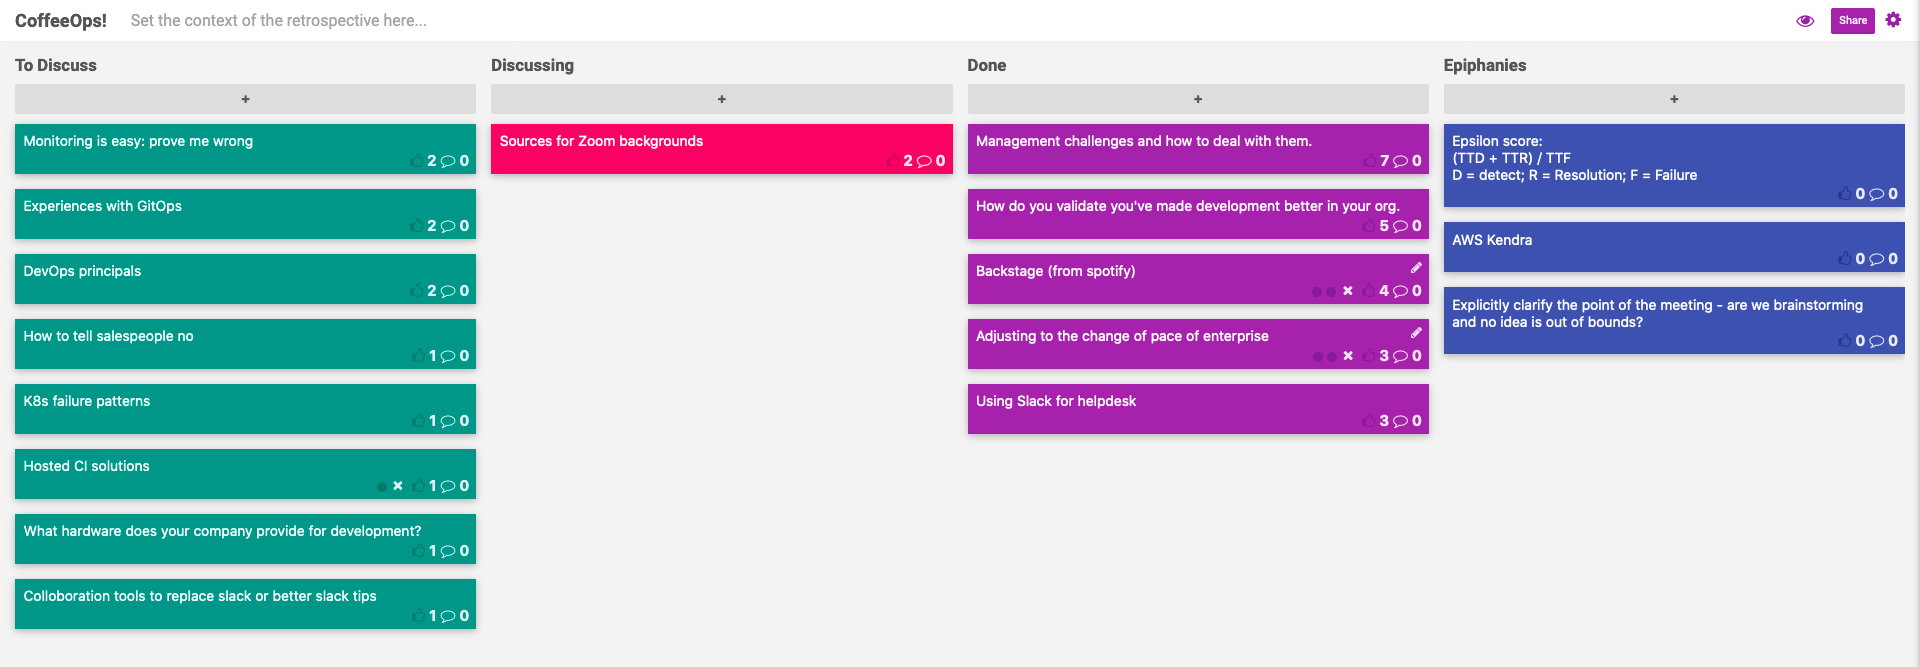 CoffeeOps!
Set the context of the retrospective here...
Share
To Discuss
+
Monitoring is easy: prove me wrong
2 0
Experiences with GitOps
2 0
DevOps principals
2 0
How to tell salespeople no
1 0
K8s failure patterns
1 0
Hosted CI solutions
1 0
What hardware does your company provide for development?
1 0
Colloboration tools to replace slack or better slack tips
1 0
Discussing
+
Sources for Zoom backgrounds
2 0
Done
+
Management challenges and how to deal with them.
7 0
How do you validate you've made development better in your org.
5 0
Backstage (from spotify)
4 0
Adjusting to the change of pace of enterprise
3 0
Using Slack for helpdesk
3 0
Epiphanies
+
Epsilon score:
(TTD + TTR) / TTF
D = detect; R = Resolution; F = Failure
0 0
AWS Kendra
0 0
Explicitly clarify the point of the meeting - are we brainstorming
and no idea is out of bounds?
0 0